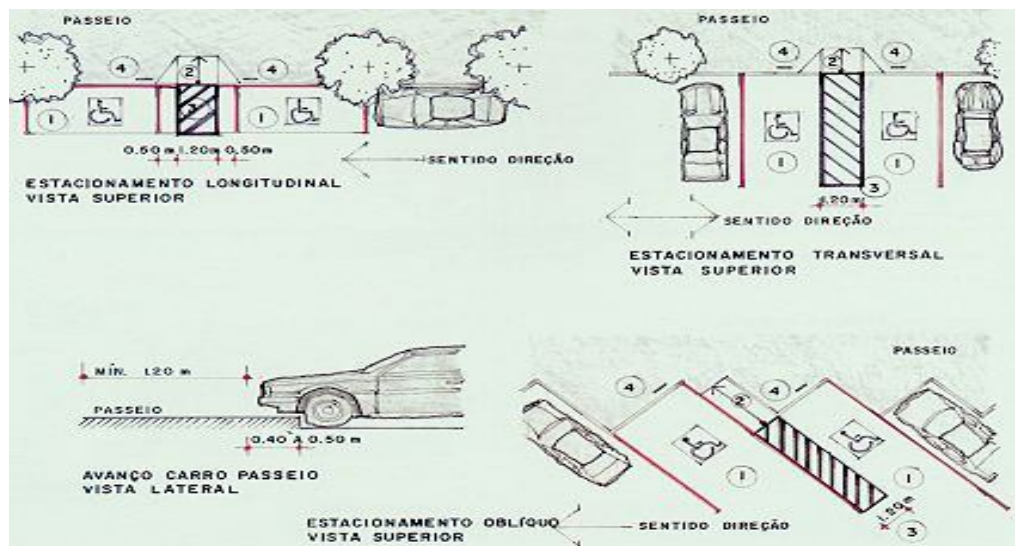 PASSEIO
4
2
4
3
1
1
0.50 m 1.20m 0.50m
SENTIDO DIREÇÃO
ESTACIONAMENTO LONGITUDINAL
VISTA SUPERIOR
PASSEIO
4
2
4
1
1
3
1.20 m
SENTIDO DIREÇÃO
ESTACIONAMENTO TRANSVERSAL
VISTA SUPERIOR
MÍN. 1.20 m
PASSEIO
0.40 A 0.50 m
AVANÇO CARRO PASSEIO
VISTA LATERAL
PASSEIO
4
2
4
1
1
1.20 m
3
ESTACIONAMENTO OBLÍQUO
VISTA SUPERIOR
SENTIDO DIREÇÃO